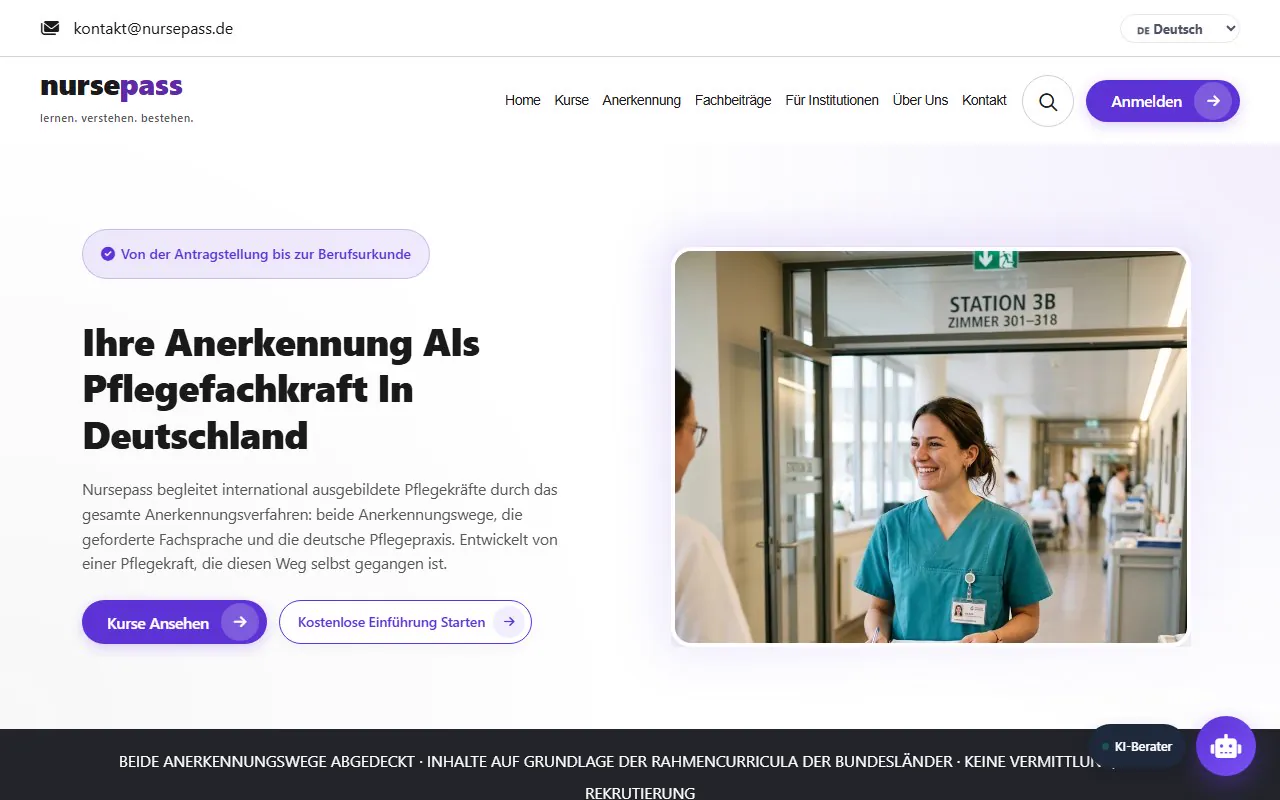 kontakt@nursepass.de
DE Deutsch
nursepass
lernen. verstehen. bestehen.
Home Kurse Anerkennung Fachbeiträge Für Institutionen Über Uns Kontakt
Anmelden
Von der Antragstellung bis zur Berufsurkunde
Ihre Anerkennung Als
Pflegefachkraft In
Deutschland
Nursepass begleitet international ausgebildete Pflegekräfte durch das
gesamte Anerkennungsverfahren: beide Anerkennungswege, die
geforderte Fachsprache und die deutsche Pflegepraxis. Entwickelt von
einer Pflegekraft, die diesen Weg selbst gegangen ist.
Kurse Ansehen
Kostenlose Einführung Starten
STATION 3B
ZIMMER 301–318
STATION 3B
BEIDE ANERKENNUNGSWEGE ABGEDECKT · INHALTE AUF GRUNDLAGE DER RAHMENCURRICULA DER BUNDESLÄNDER · KEINE
REKRUTIERUNG
KI-Berater